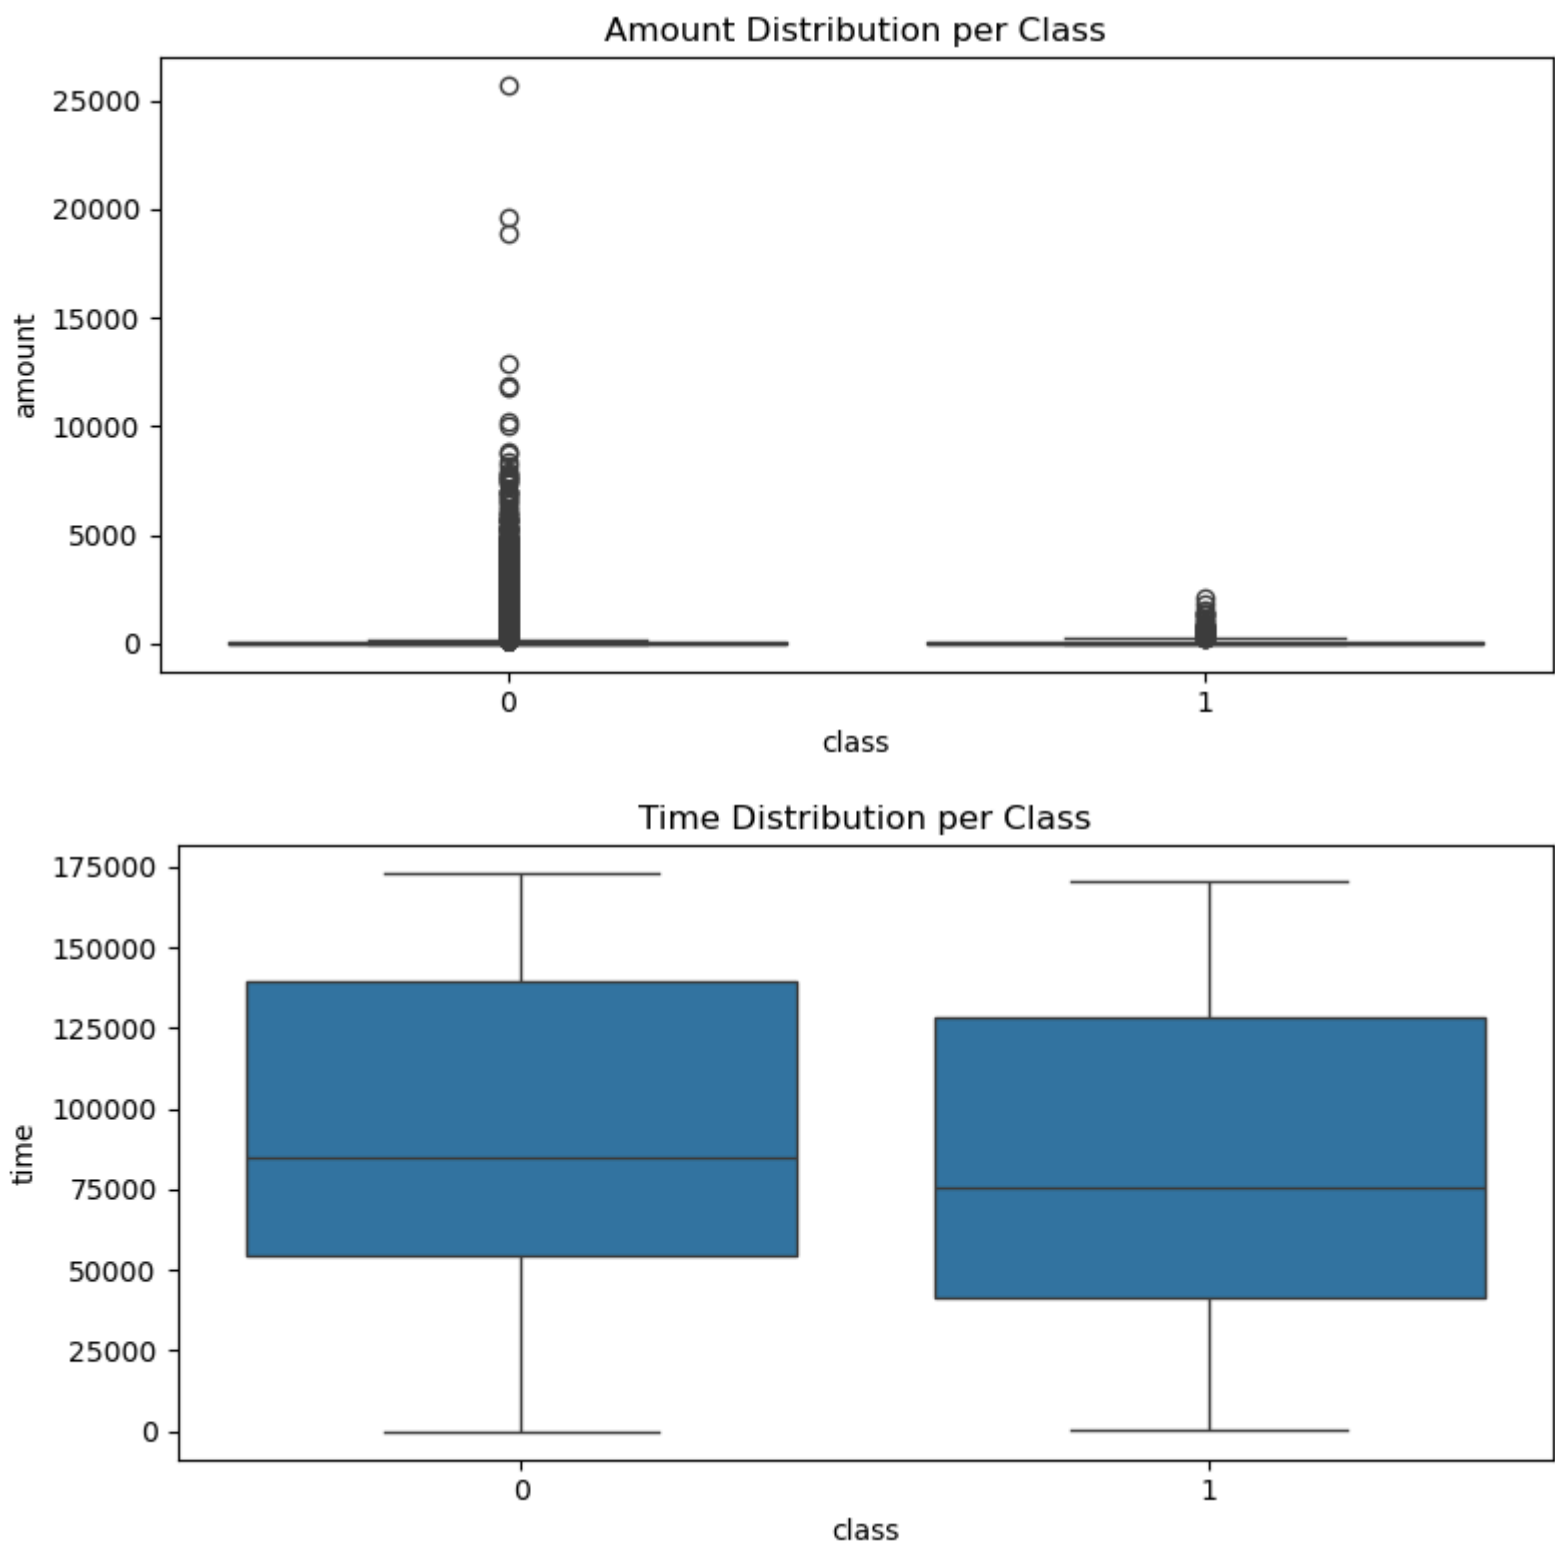 Amount Distribution per Class
25000
20000
15000
10000
5000
0
amount
0 1
class
Time Distribution per Class
175000
150000
125000
100000
75000
50000
25000
0
time
0 1
class